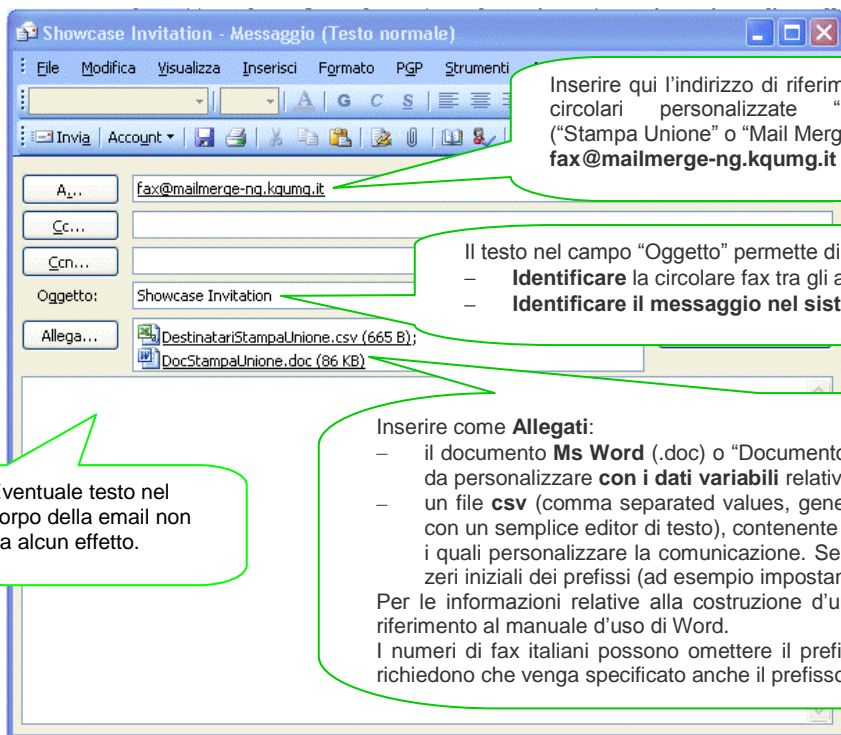 Showcase Invitation - Messaggio (Testo normale)
File Modifica Visualizza Inserisci Formato PGP Strumenti
A G C S
Invia Account
A... fax@mailmerge-ng.kqumg.it
Cc...
Ccn...
Oggetto: Showcase Invitation
Allega... DestinatariStampaUnione.csv (665 B);
DocStampaUnione.doc (86 KB)
Inserire qui l’indirizzo di riferim
circolari personalizzate “
(“Stampa Unione” o “Mail Merg
fax@mailmerge-ng.kqumg.it
Il testo nel campo “Oggetto” permette di
– Identificare la circolare fax tra gli a
– Identificare il messaggio nel sist
Inserire come Allegati:
– il documento Ms Word (.doc) o “Documento
da personalizzare con i dati variabili relativ
– un file csv (comma separated values, gene
con un semplice editor di testo), contenente
i quali personalizzare la comunicazione. Se
zeri iniziali dei prefissi (ad esempio impostar
Per le informazioni relative alla costruzione d’u
riferimento al manuale d’uso di Word.
I numeri di fax italiani possono omettere il prefi
richiedono che venga specificato anche il prefisso
ventuale testo nel
orpo della email non
a alcun effetto.